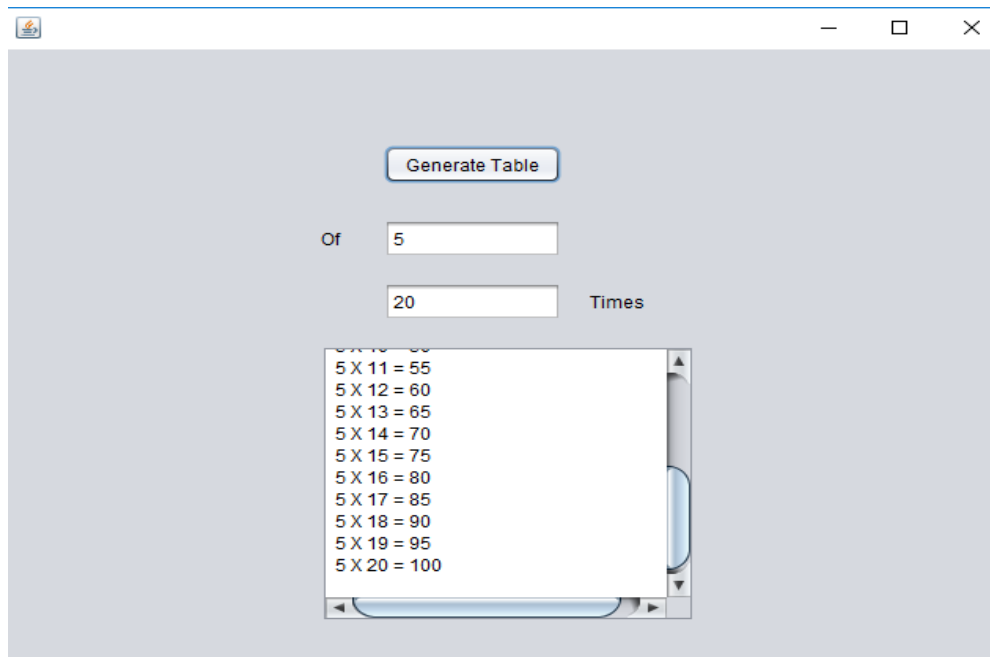 Generate Table
Of 5
20 Times
5 X 11 = 55
5 X 12 = 60
5 X 13 = 65
5 X 14 = 70
5 X 15 = 75
5 X 16 = 80
5 X 17 = 85
5 X 18 = 90
5 X 19 = 95
5 X 20 = 100